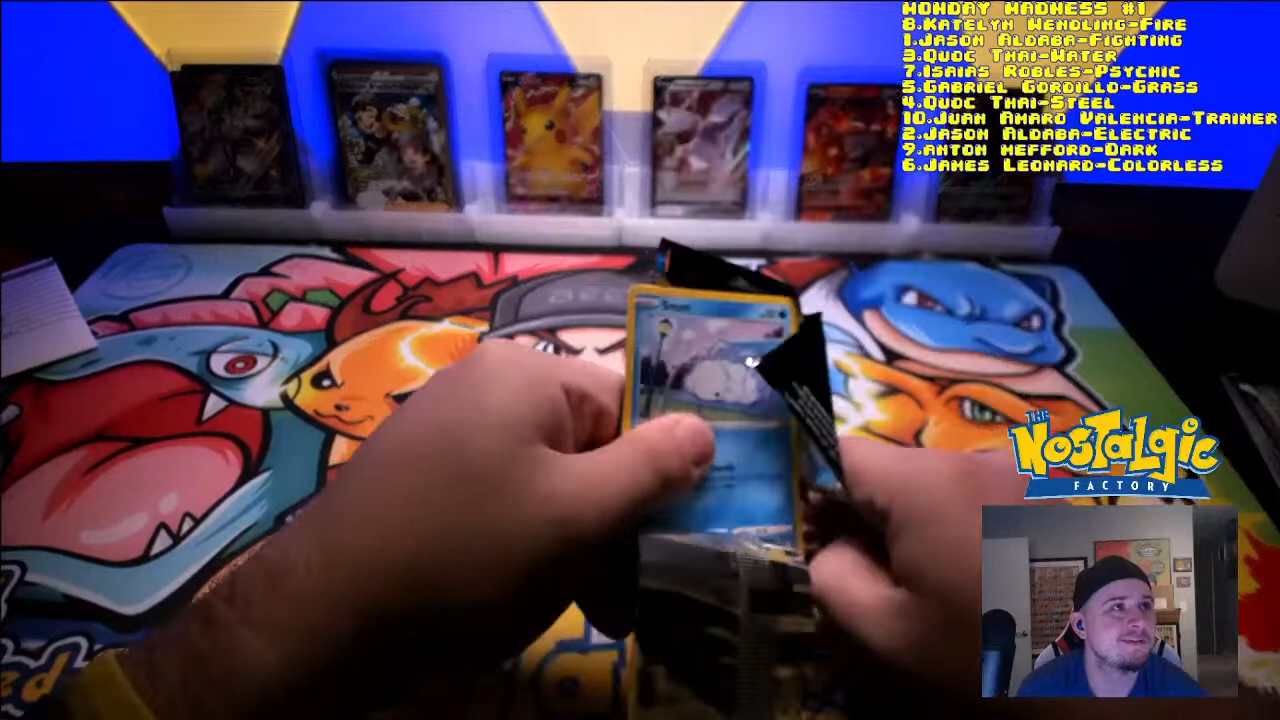 MONDAY MADNESS #1
8.KATELYN WENDLING-FIRE
1.JASON ALDABA-FIGHTING
3.QUOC THAI-WATER
7.ISAIAS ROBLES-PSYCHIC
5.GABRIEL GORDILLO-GRASS
4.QUOC THAI-STEEL
10.JUAN AMARO VALENCIA-TRAINER
2.JASON ALDABA-ELECTRIC
9.ANTON MEFFORD-DARK
6.JAMES LEONARD-COLORLESS
THE
NOSTALGIC
FACTORY